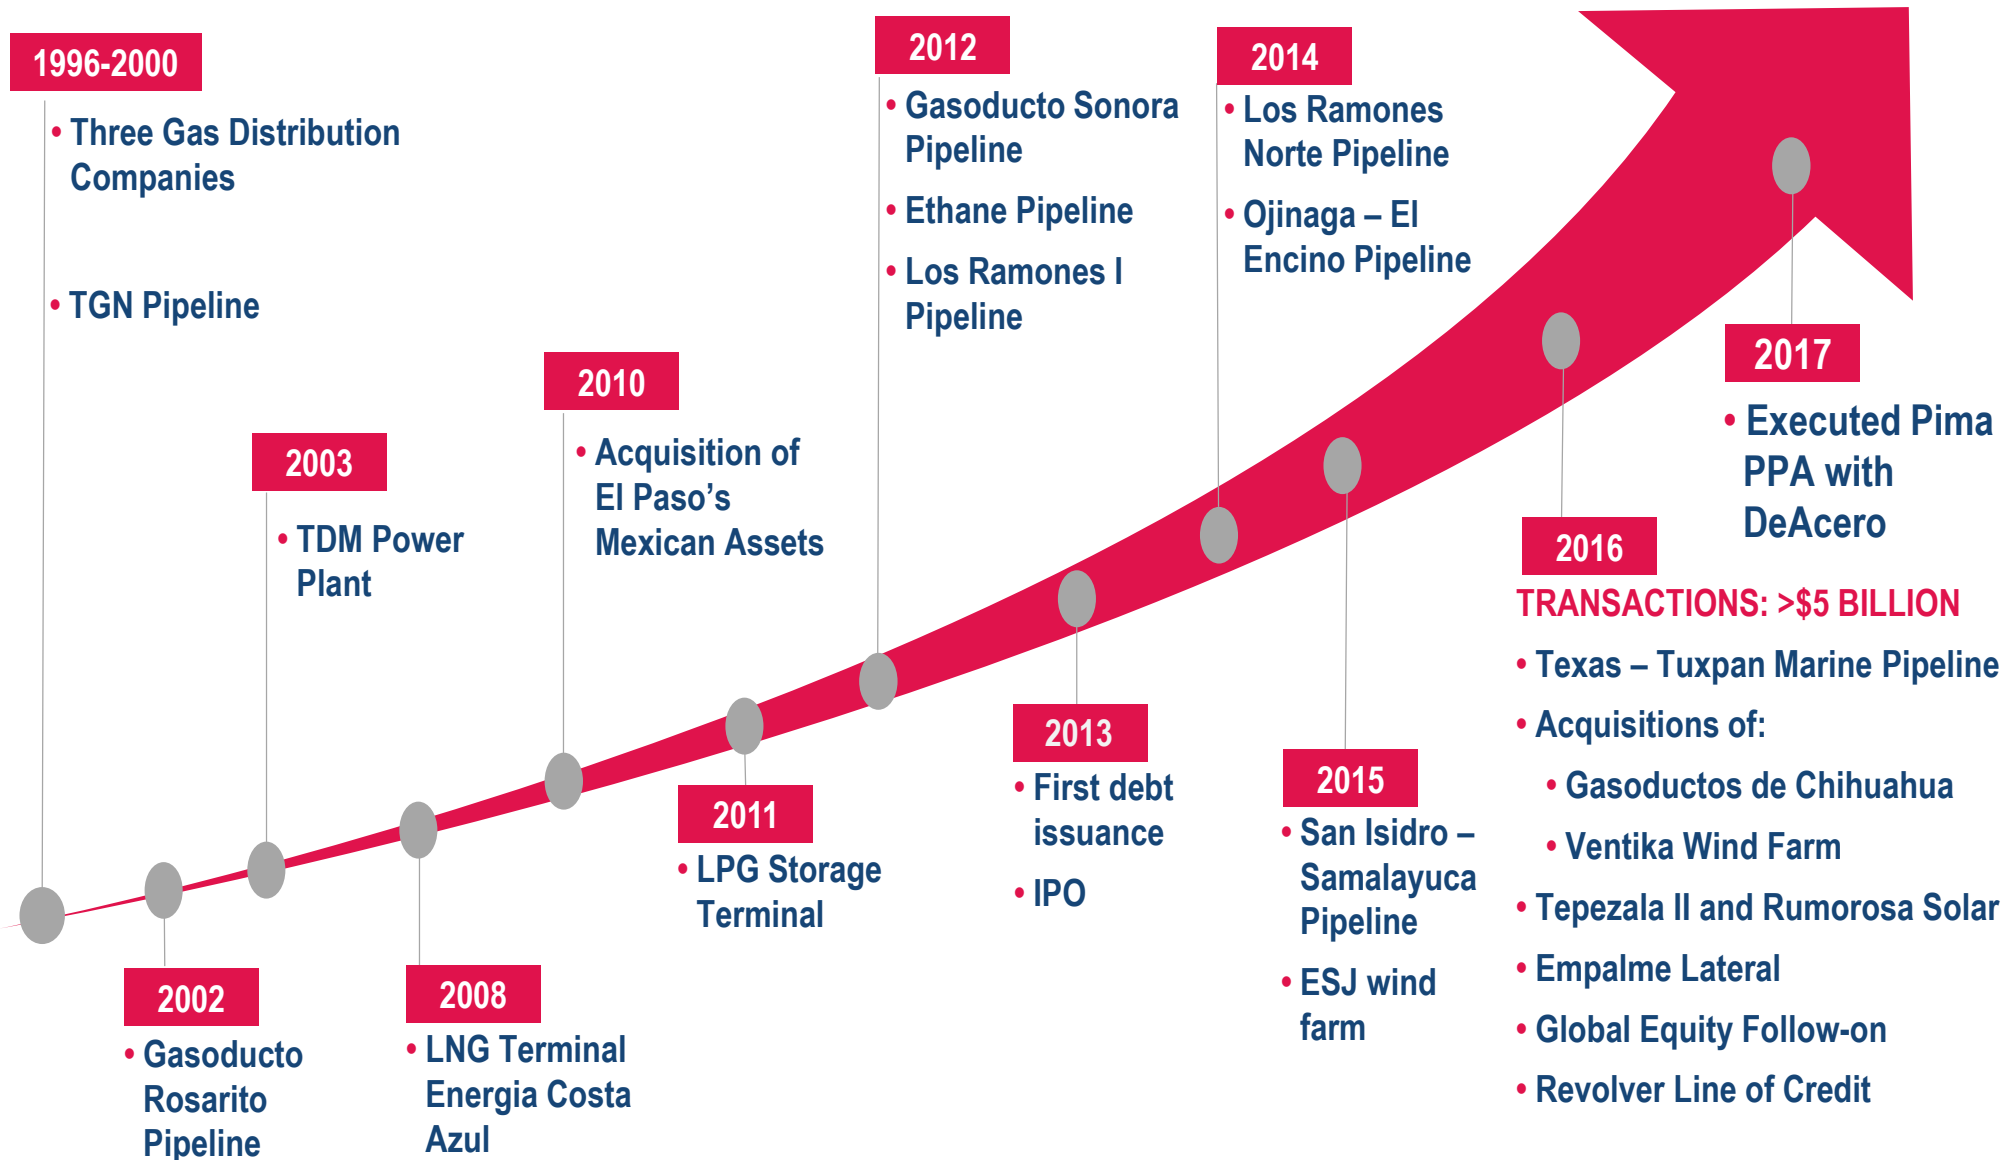 1996-2000
• Three Gas Distribution
Companies
• TGN Pipeline
2002
• Gasoducto
Rosarito
Pipeline
2003
• TDM Power
Plant
2008
• LNG Terminal
Energia Costa
Azul
2010
• Acquisition of
El Paso’s
Mexican Assets
2011
• LPG Storage
Terminal
2012
• Gasoducto Sonora
Pipeline
• Ethane Pipeline
• Los Ramones I
Pipeline
2013
• First debt
issuance
• IPO
2014
• Los Ramones
Norte Pipeline
• Ojinaga – El
Encino Pipeline
2015
• San Isidro –
Samalayuca
Pipeline
• ESJ wind
farm
2016
TRANSACTIONS: >$5 BILLION
• Texas – Tuxpan Marine Pipeline
• Acquisitions of:
• Gasoductos de Chihuahua
• Ventika Wind Farm
• Tepezala II and Rumorosa Solar
• Empalme Lateral
• Global Equity Follow-on
• Revolver Line of Credit
2017
• Executed Pima
PPA with
DeAcero